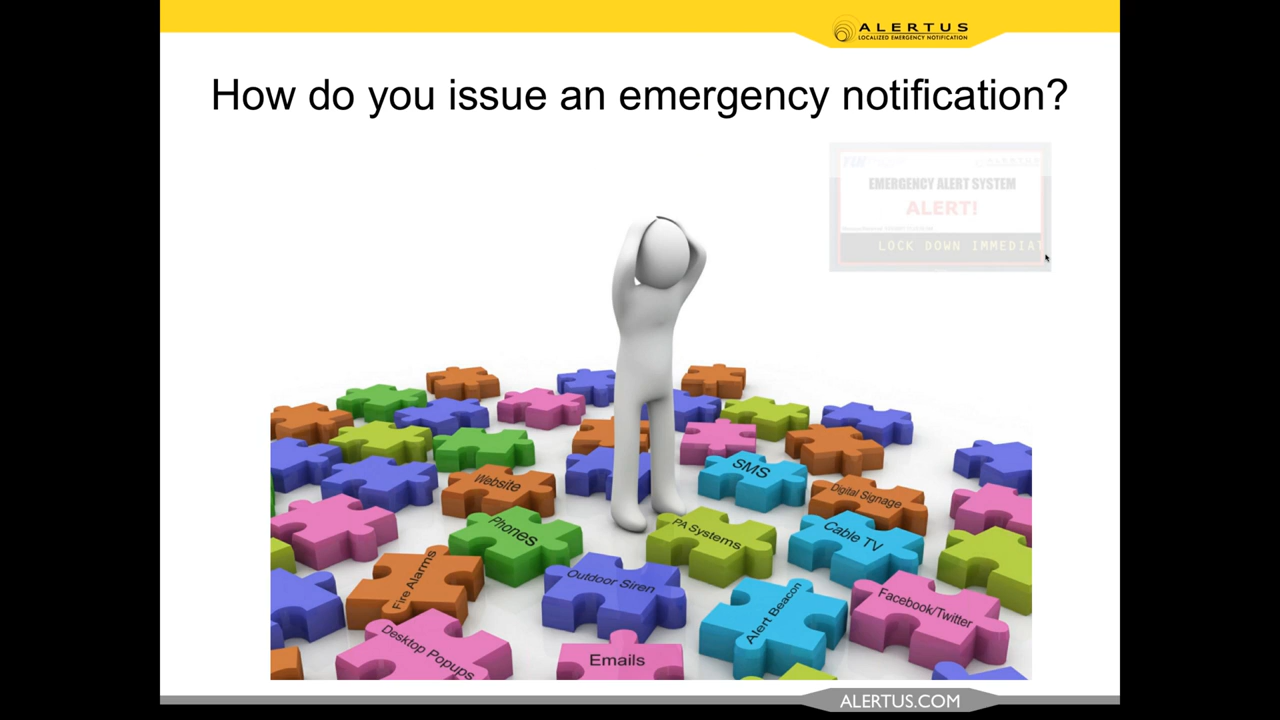 ALERTUS
LOCALIZED EMERGENCY NOTIFICATION
How do you issue an emergency notification?
EMERGENCY ALERT SYSTEM
ALERT!
LOCK DOWN IMMEDIAT
SMS
Website
Digital Signage
Phones
PA Systems
Cable TV
Fire Alarms
Outdoor Siren
Alert Beacon
Facebook/Twitter
Desktop Popups
Emails
ALERTUS.COM